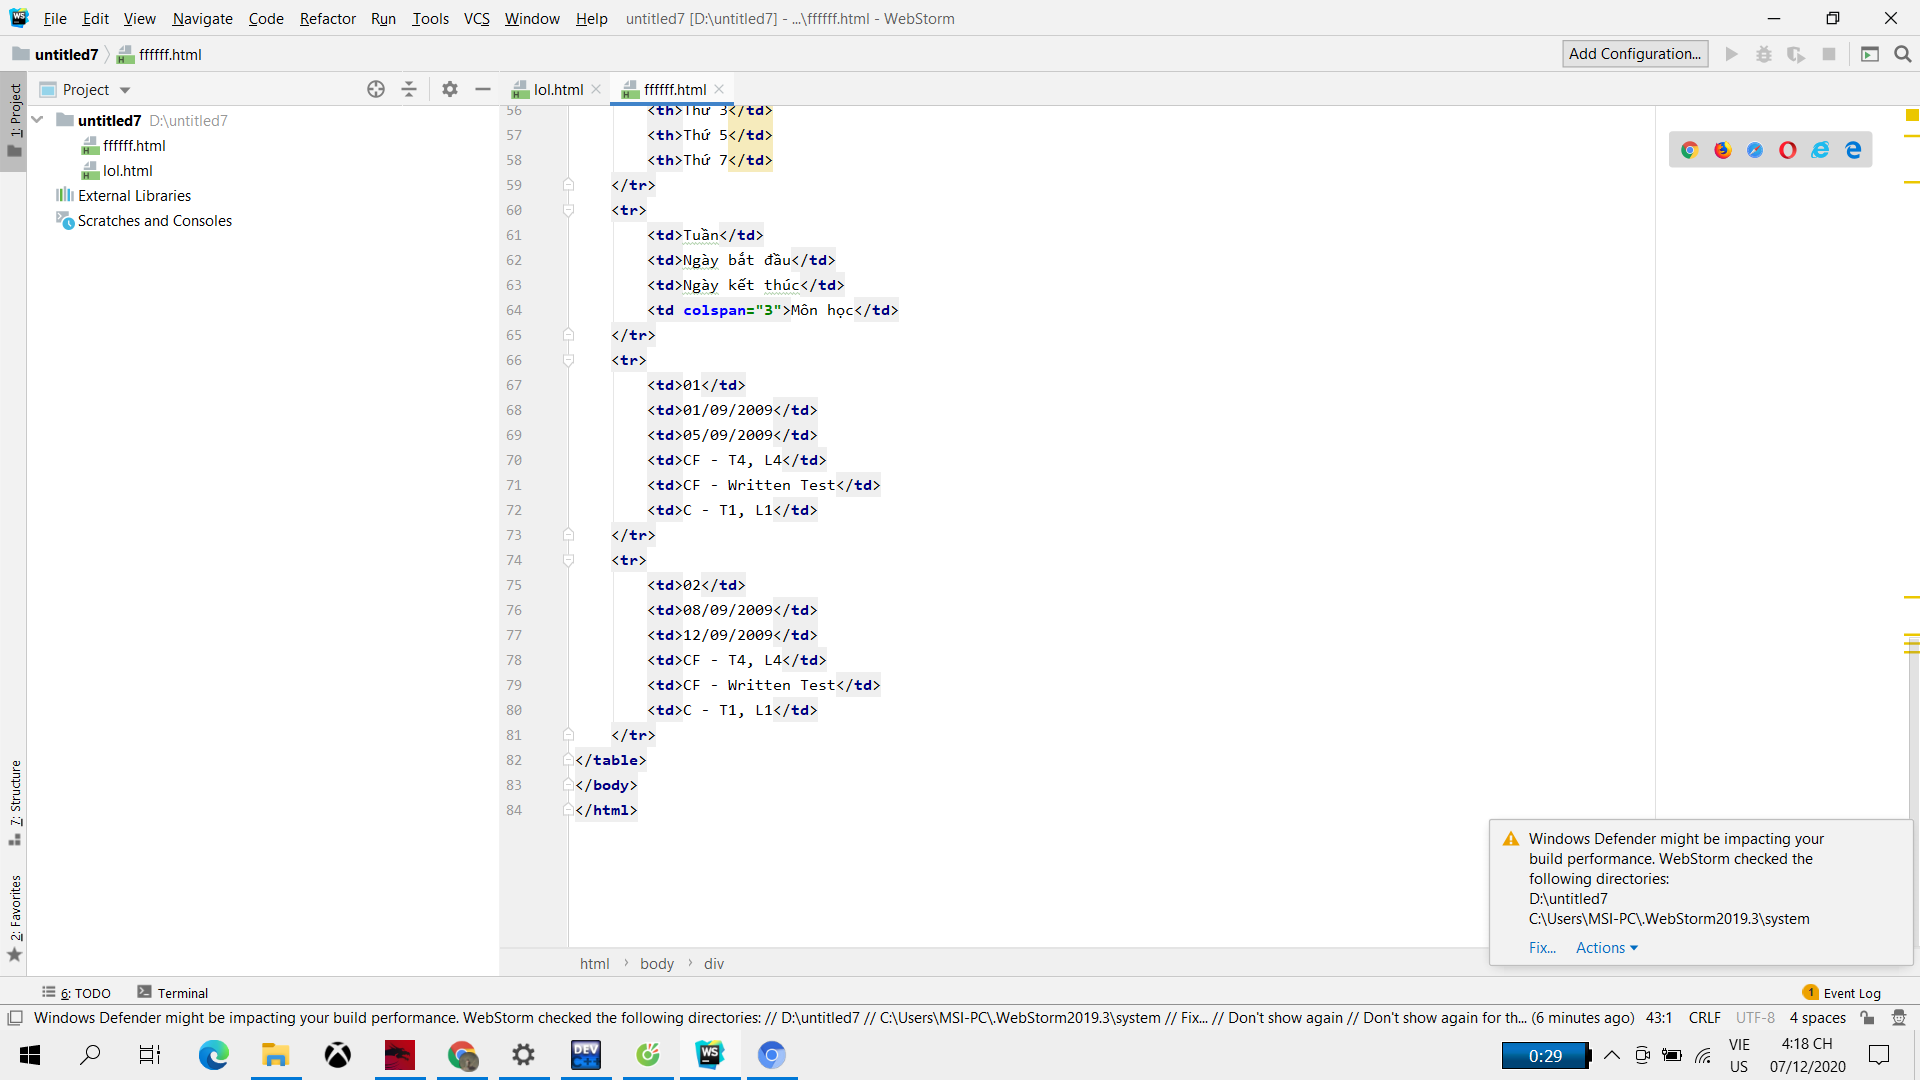 File Edit View Navigate Code Refactor Run Tools VCS Window Help untitled7 [D:\untitled7] - ...\ffffff.html - WebStorm
untitled7 ffffff.html Add Configuration...
Project lol.html ffffff.html
1: Project
untitled7 D:\untitled7
ffffff.html
lol.html
External Libraries
Scratches and Consoles
7: Structure
2: Favorites
56 <th>Thứ 3</td>
57 <th>Thứ 5</td>
58 <th>Thứ 7</td>
59 </tr>
60 <tr>
61 <td>Tuần</td>
62 <td>Ngày bắt đầu</td>
63 <td>Ngày kết thúc</td>
64 <td colspan="3">Môn học</td>
65 </tr>
66 <tr>
67 <td>01</td>
68 <td>01/09/2009</td>
69 <td>05/09/2009</td>
70 <td>CF - T4, L4</td>
71 <td>CF - Written Test</td>
72 <td>C - T1, L1</td>
73 </tr>
74 <tr>
75 <td>02</td>
76 <td>08/09/2009</td>
77 <td>12/09/2009</td>
78 <td>CF - T4, L4</td>
79 <td>CF - Written Test</td>
80 <td>C - T1, L1</td>
81 </tr>
82 </table>
83 </body>
84 </html>
Windows Defender might be impacting your
build performance. WebStorm checked the
following directories:
D:\untitled7
C:\Users\MSI-PC\.WebStorm2019.3\system
Fix... Actions
html › body › div
6: TODO Terminal 1 Event Log
Windows Defender might be impacting your build performance. WebStorm checked the following directories: // D:\untitled7 // C:\Users\MSI-PC\.WebStorm2019.3\system // Fix... // Don't show again // Don't show again for th... (6 minutes ago) 43:1 CRLF UTF-8 4 spaces
DEV C++ WS 0:29 VIE 4:18 CH
US 07/12/2020